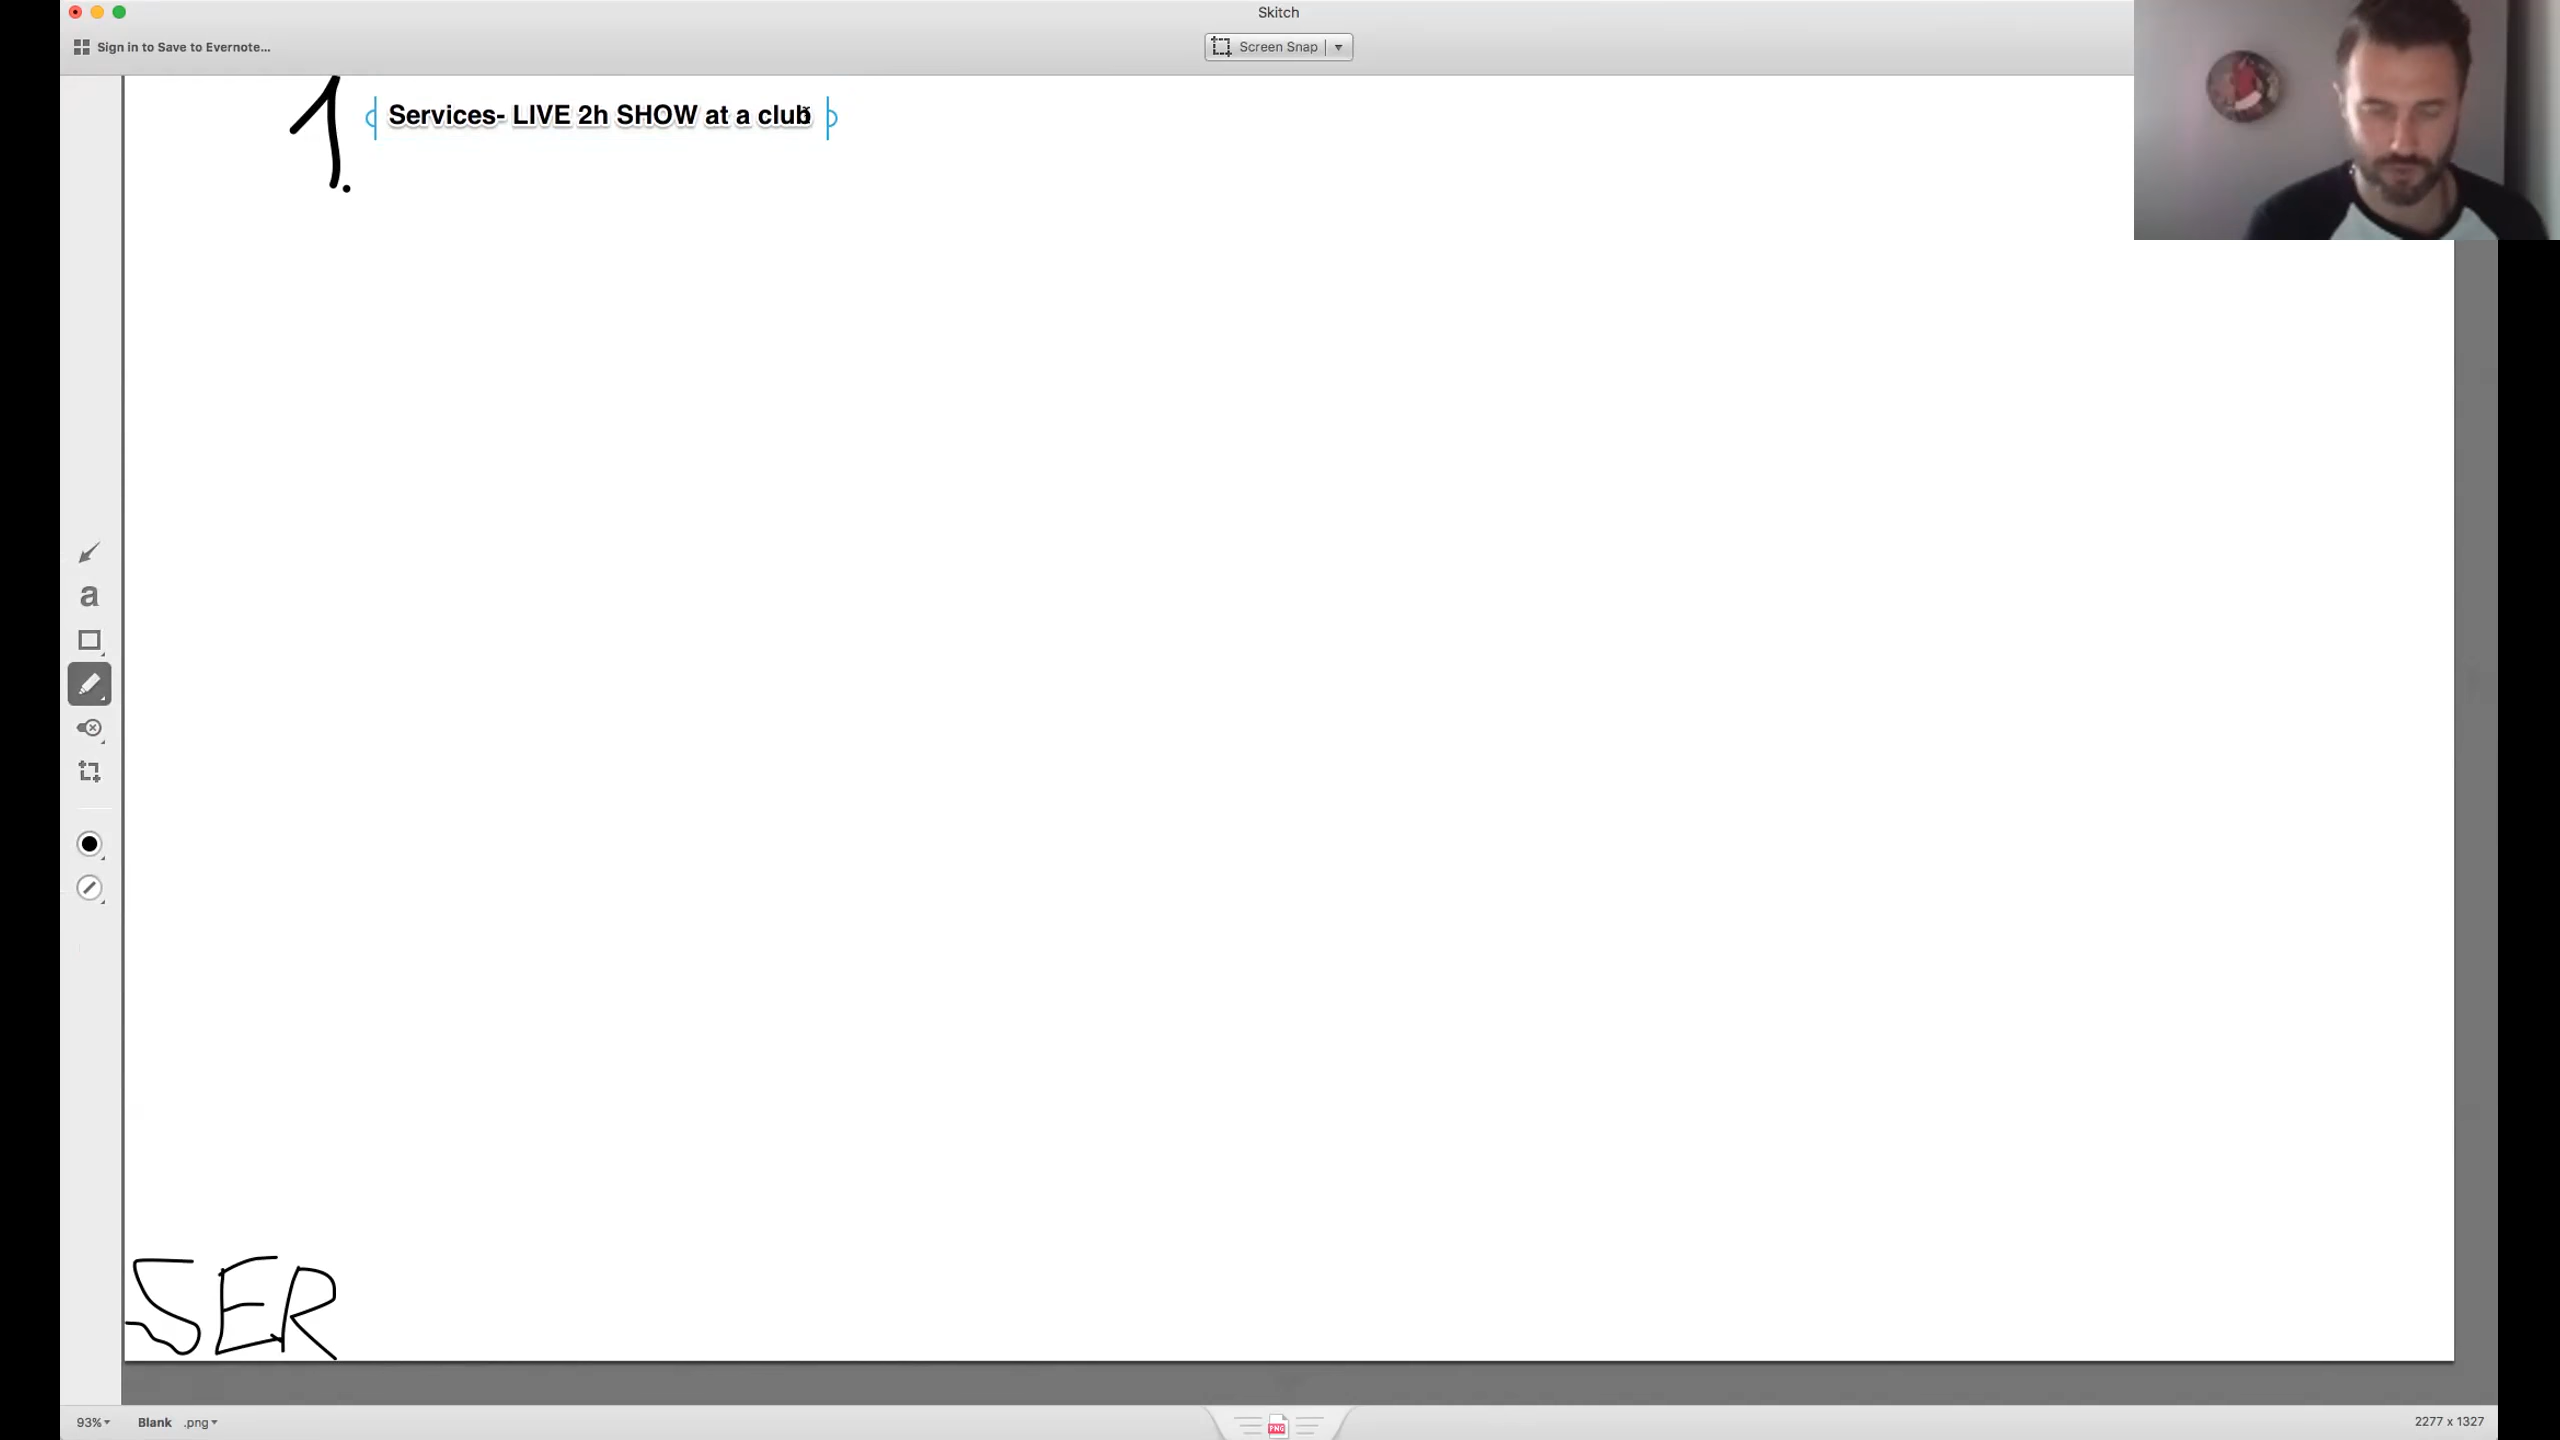 Skitch
Sign in to Save to Evernote...
Screen Snap
1. Services- LIVE 2h SHOW at a club
a
SER
93% Blank .png
PNG
2277 x 1327